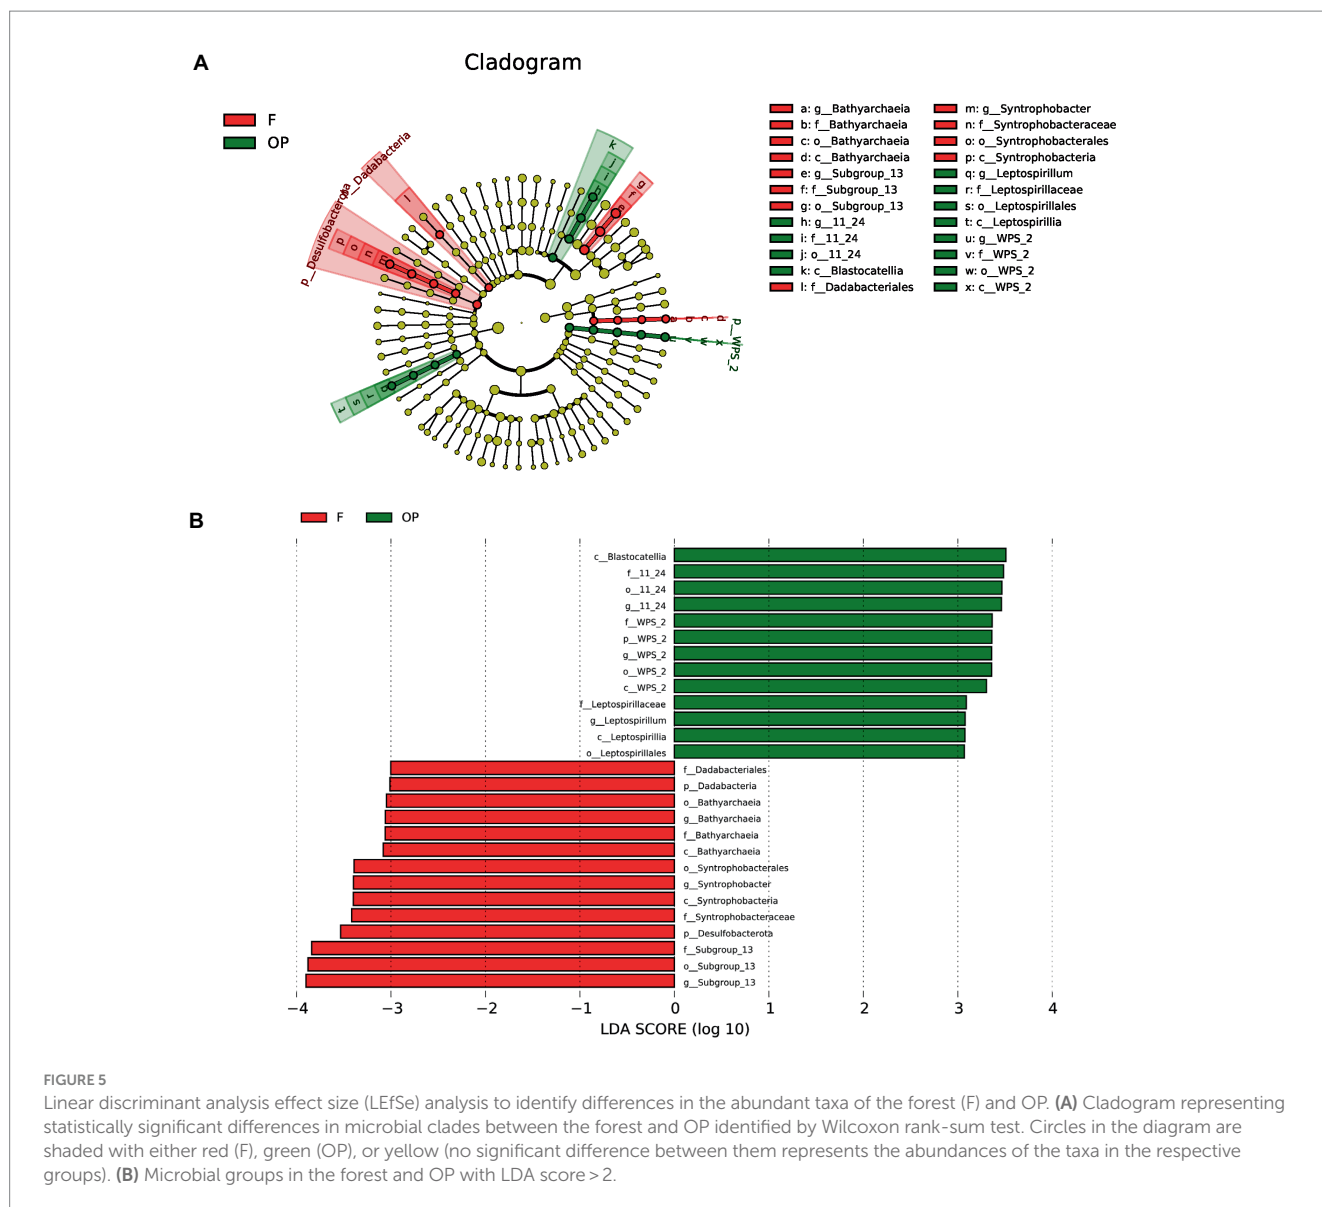 A
Cladogram
F
OP
p__Desulfobacterota
p__Dadabacteria
p
o
n
m
l
k
j
i
h
g
f
e
a
b
c
d
p__WPS_2
u
v
w
x
q
r
s
t
a: g__Bathyarchaeia
b: f__Bathyarchaeia
c: o__Bathyarchaeia
d: c__Bathyarchaeia
e: g__Subgroup_13
f: f__Subgroup_13
g: o__Subgroup_13
h: g__11_24
i: f__11_24
j: o__11_24
k: c__Blastocatellia
l: f__Dadabacteriales
m: g__Syntrophobacter
n: f__Syntrophobacteraceae
o: o__Syntrophobacterales
p: c__Syntrophobacteria
q: g__Leptospirillum
r: f__Leptospirillaceae
s: o__Leptospirillales
t: c__Leptospirillia
u: g__WPS_2
v: f__WPS_2
w: o__WPS_2
x: c__WPS_2
B
F
OP
c__Blastocatellia
f__11_24
o__11_24
g__11_24
f__WPS_2
p__WPS_2
g__WPS_2
o__WPS_2
c__WPS_2
f__Leptospirillaceae
g__Leptospirillum
c__Leptospirillia
o__Leptospirillales
f__Dadabacteriales
p__Dadabacteria
o__Bathyarchaeia
g__Bathyarchaeia
f__Bathyarchaeia
c__Bathyarchaeia
o__Syntrophobacterales
g__Syntrophobacter
c__Syntrophobacteria
f__Syntrophobacteraceae
p__Desulfobacterota
f__Subgroup_13
o__Subgroup_13
g__Subgroup_13
−4 −3 −2 −1 0 1 2 3 4
LDA SCORE (log 10)
FIGURE 5
Linear discriminant analysis effect size (LEfSe) analysis to identify differences in the abundant taxa of the forest (F) and OP. (A) Cladogram representing
statistically significant differences in microbial clades between the forest and OP identified by Wilcoxon rank-sum test. Circles in the diagram are
shaded with either red (F), green (OP), or yellow (no significant difference between them represents the abundances of the taxa in the respective
groups). (B) Microbial groups in the forest and OP with LDA score > 2.